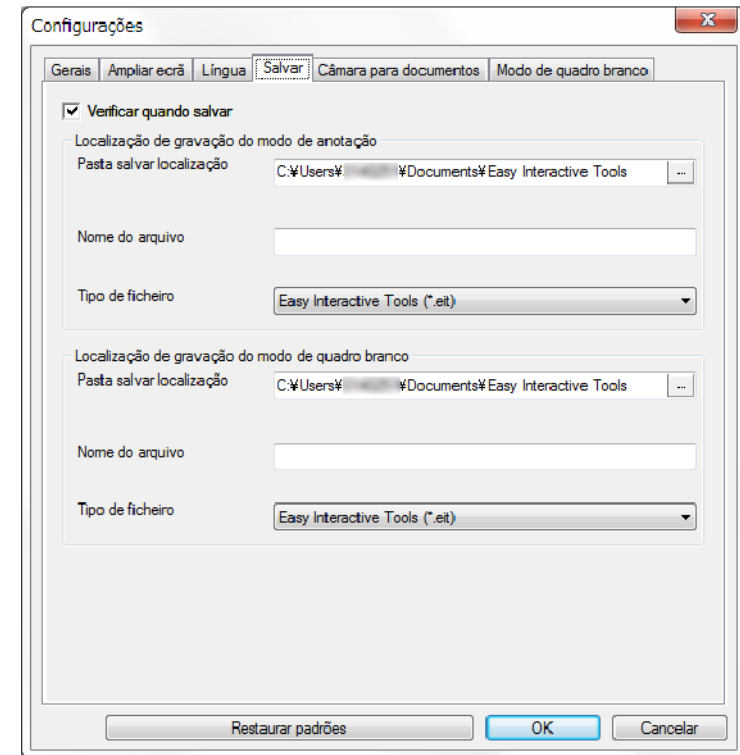 Configurações
Gerais Ampliar ecrã Língua Salvar Câmara para documentos Modo de quadro branco
Verificar quando salvar
Localização de gravação do modo de anotação
Pasta salvar localização C:¥Users¥ ¥Documents¥Easy Interactive Tools ...
Nome do arquivo
Tipo de ficheiro Easy Interactive Tools (*.eit)
Localização de gravação do modo de quadro branco
Pasta salvar localização C:¥Users¥ ¥Documents¥Easy Interactive Tools ...
Nome do arquivo
Tipo de ficheiro Easy Interactive Tools (*.eit)
Restaurar padrões OK Cancelar